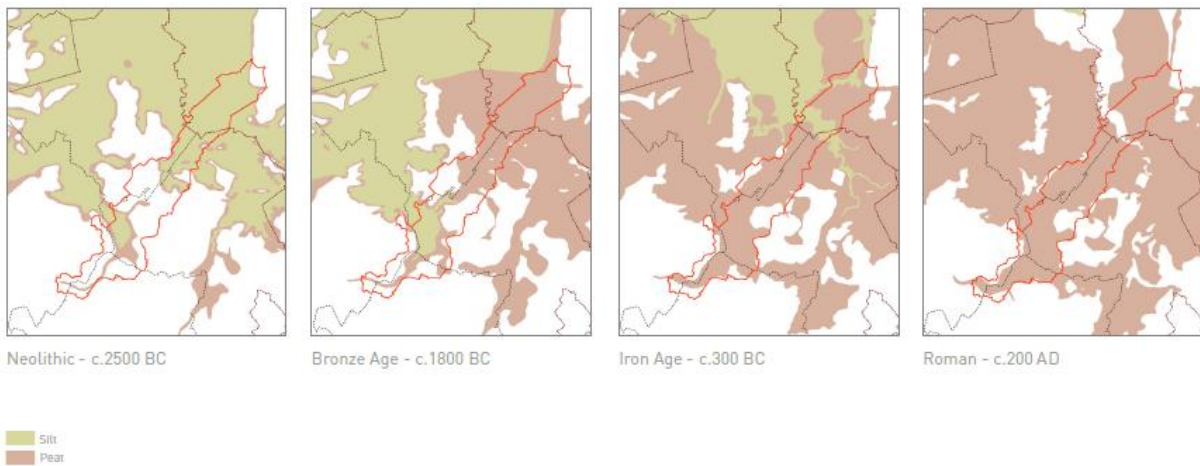 Neolithic - c.2500 BC
Bronze Age - c.1800 BC
Iron Age - c.300 BC
Roman - c.200 AD
Silt
Peat